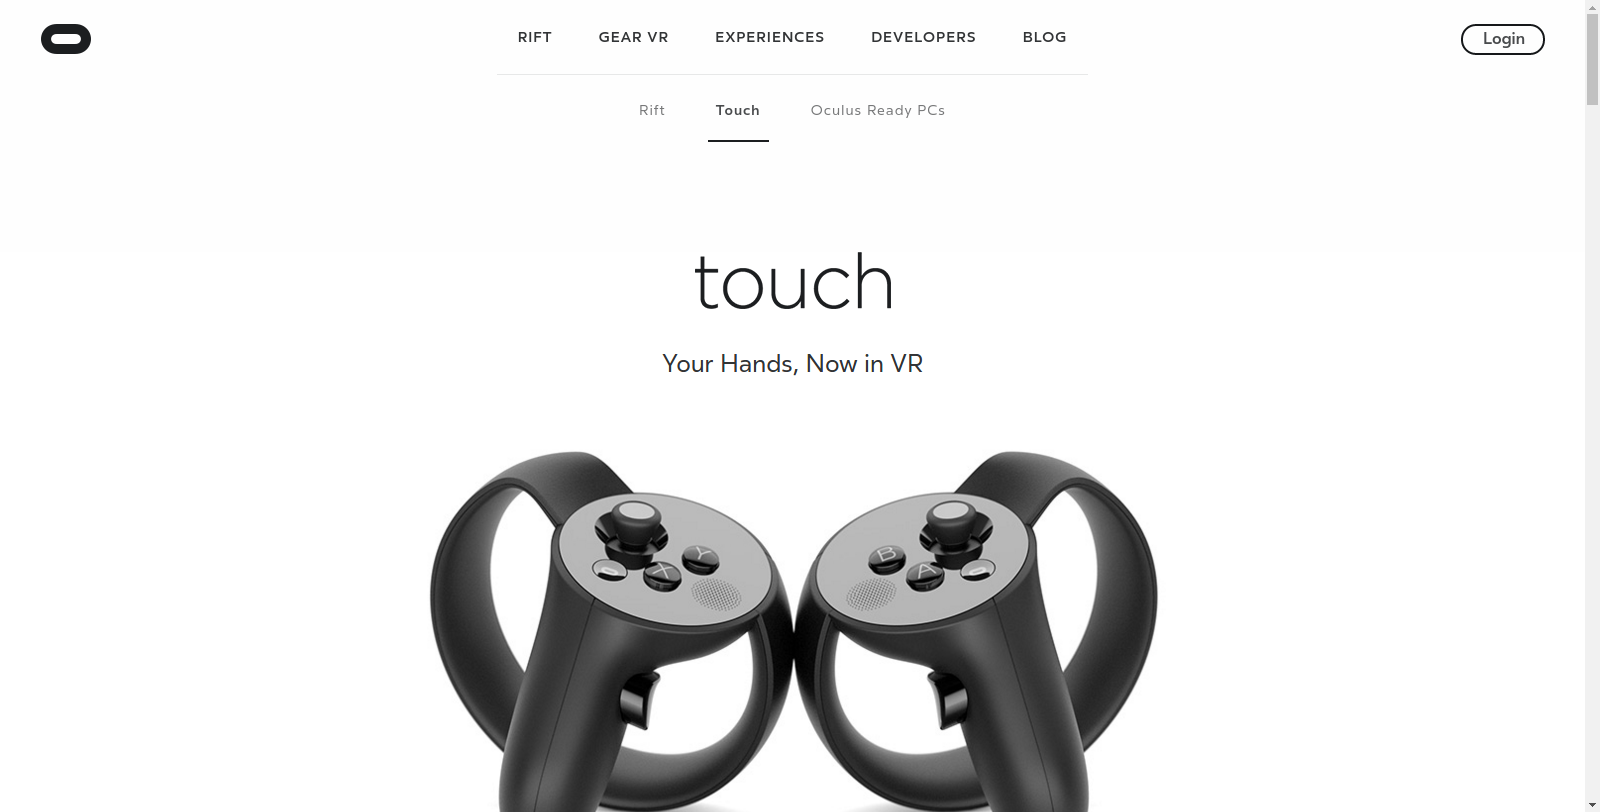 RIFT GEAR VR EXPERIENCES DEVELOPERS BLOG
Login
Rift Touch Oculus Ready PCs
touch
Your Hands, Now in VR
Y
X
B
A